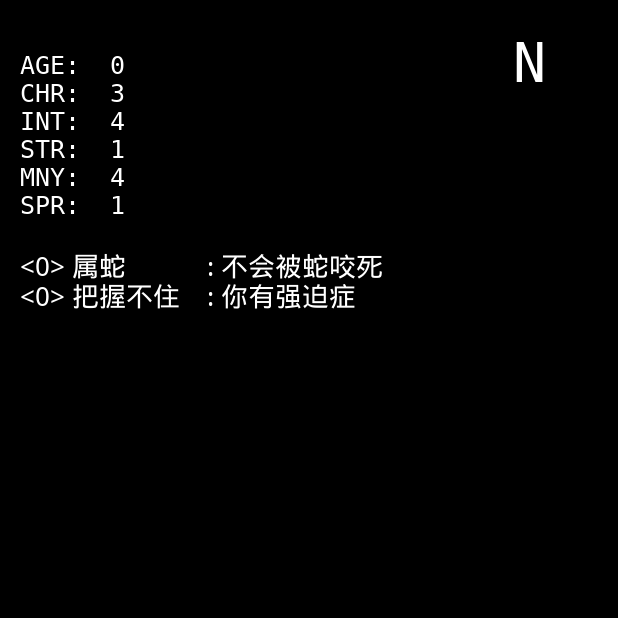 N
AGE: 0
CHR: 3
INT: 4
STR: 1
MNY: 4
SPR: 1
<O> 属蛇 :不会被蛇咬死
<O> 把握不住 :你有强迫症